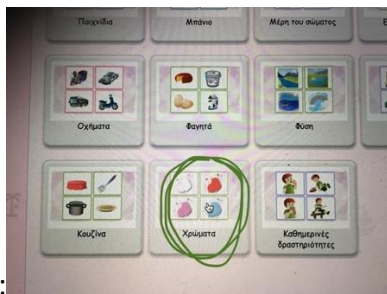 Παιχνίδια
Μπάνιο
Μέρη του σώματος
Οχήματα
Φαγητά
Φύση
Κουζίνα
Χρώματα
Καθημερινές
δραστηριότητες